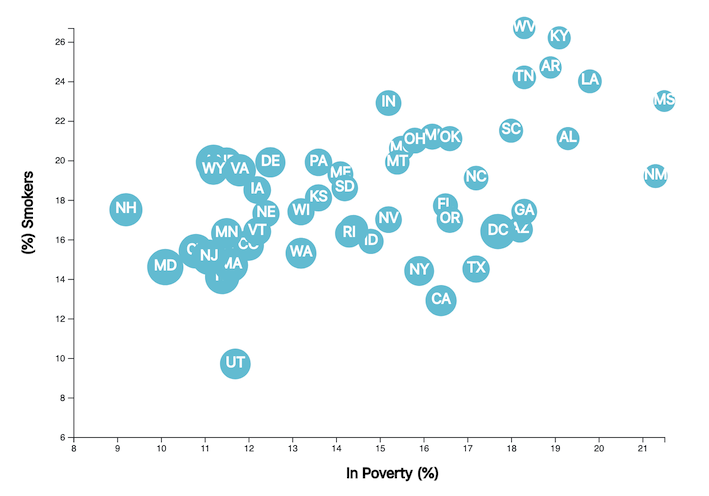 26
24
22
20
18
16
14
12
10
8
6
(%) Smokers
WV
KY
AR
TN
LA
IN
MS
SC
OH
OK
AL
MT
WY
VA
DE
PA
ME
SD
NM
NC
IA
KS
NH
WI
NE
NV
OR
GA
MN
VT
RI
ID
DC
AZ
NJ
MA
WA
MD
NY
TX
CA
UT
8
9
10
11
12
13
14
15
16
17
18
19
20
21
In Poverty (%)